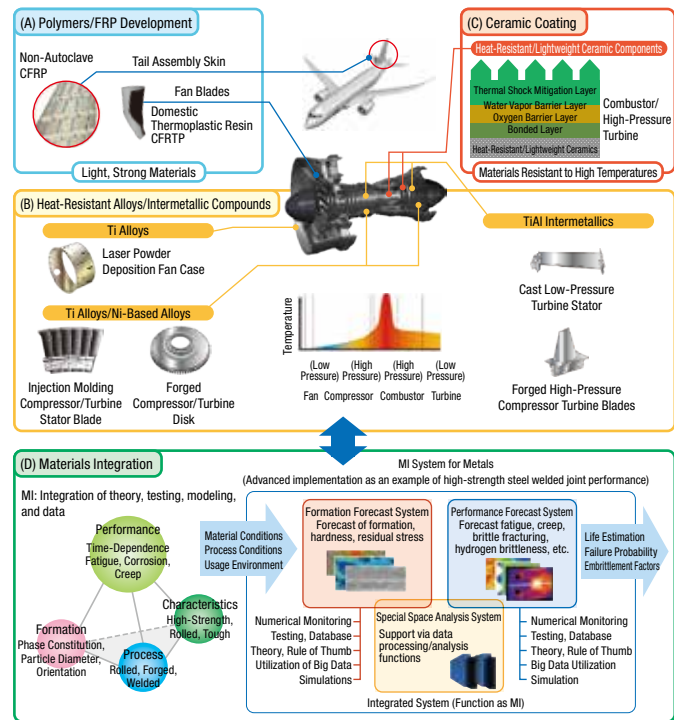 (A) Polymers/FRP Development
Non-Autoclave
CFRP
Tail Assembly Skin
Fan Blades
Domestic
Thermoplastic Resin
CFRTP
Light, Strong Materials
(C) Ceramic Coating
Heat-Resistant/Lightweight Ceramic Components
Thermal Shock Mitigation Layer
Water Vapor Barrier Layer
Oxygen Barrier Layer
Bonded Layer
Heat-Resistant/Lightweight Ceramics
Combustor/
High-Pressure
Turbine
Materials Resistant to High Temperatures
(B) Heat-Resistant Alloys/Intermetallic Compounds
Ti Alloys
Laser Powder
Deposition Fan Case
Ti Alloys/Ni-Based Alloys
Injection Molding
Compressor/Turbine
Stator Blade
Forged
Compressor/Turbine
Disk
Temperature
(Low Pressure) (High Pressure) (High Pressure) (Low Pressure)
Fan Compressor Combustor Turbine
TiAl Intermetallics
Cast Low-Pressure
Turbine Stator
Forged High-Pressure
Compressor Turbine Blades
(D) Materials Integration
MI: Integration of theory, testing, modeling,
and data
Performance
Time-Dependence
Fatigue, Corrosion,
Creep
Characteristics
High-Strength,
Rolled, Tough
Formation
Phase Constitution,
Particle Diameter,
Orientation
Process
Rolled, Forged,
Welded
MI System for Metals
(Advanced implementation as an example of high-strength steel welded joint performance)
Material Conditions
Process Conditions
Usage Environment
Formation Forecast System
Forecast of formation,
hardness, residual stress
Performance Forecast System
Forecast fatigue, creep,
brittle fracturing,
hydrogen brittleness, etc.
Life Estimation
Failure Probability
Embrittlement Factors
Numerical Monitoring
Testing, Database
Theory, Rule of Thumb
Utilization of Big Data
Simulations
Special Space Analysis System
Support via data
processing/analysis
functions
Numerical Monitoring
Testing, Database
Theory, Rule of Thumb
Big Data Utilization
Simulation
Integrated System (Function as MI)